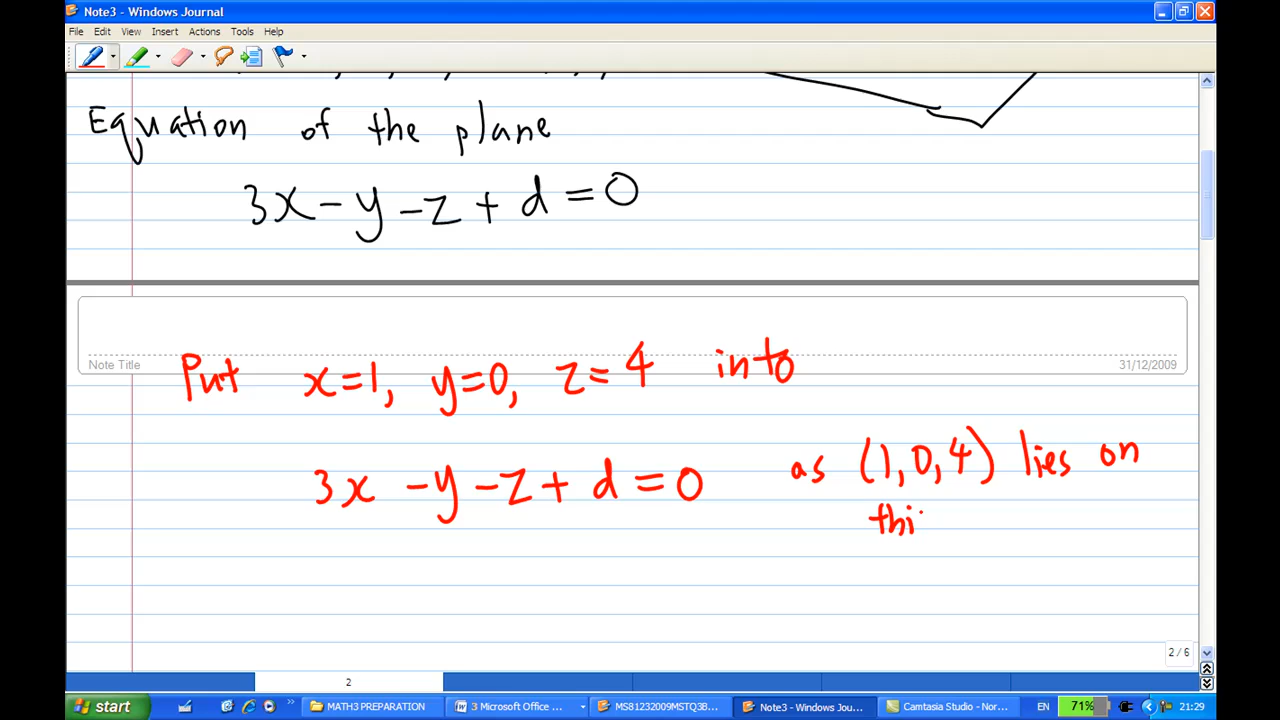 Note3 - Windows Journal
File Edit View Insert Actions Tools Help
Equation of the plane
3x - y - z + d = 0
Note Title
31/12/2009
Put x=1, y=0, z=4 into
3x - y - z + d = 0 as (1, 0, 4) lies on
thi
2 / 6
2
start
MATH3 PREPARATION
3 Microsoft Office ...
MS81232009MSTQ3B...
Note3 - Windows Jou...
Camtasia Studio - Nor...
EN
71%
21:29